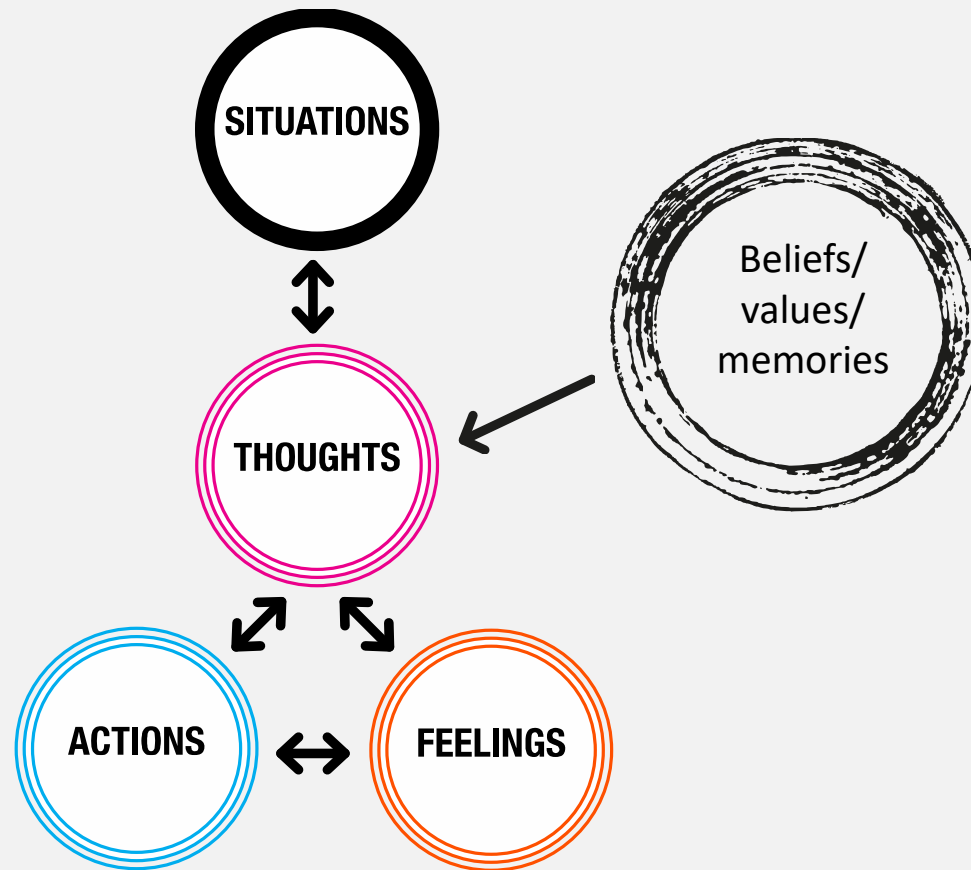 SITUATIONS
Beliefs/
values/
memories
THOUGHTS
ACTIONS
FEELINGS